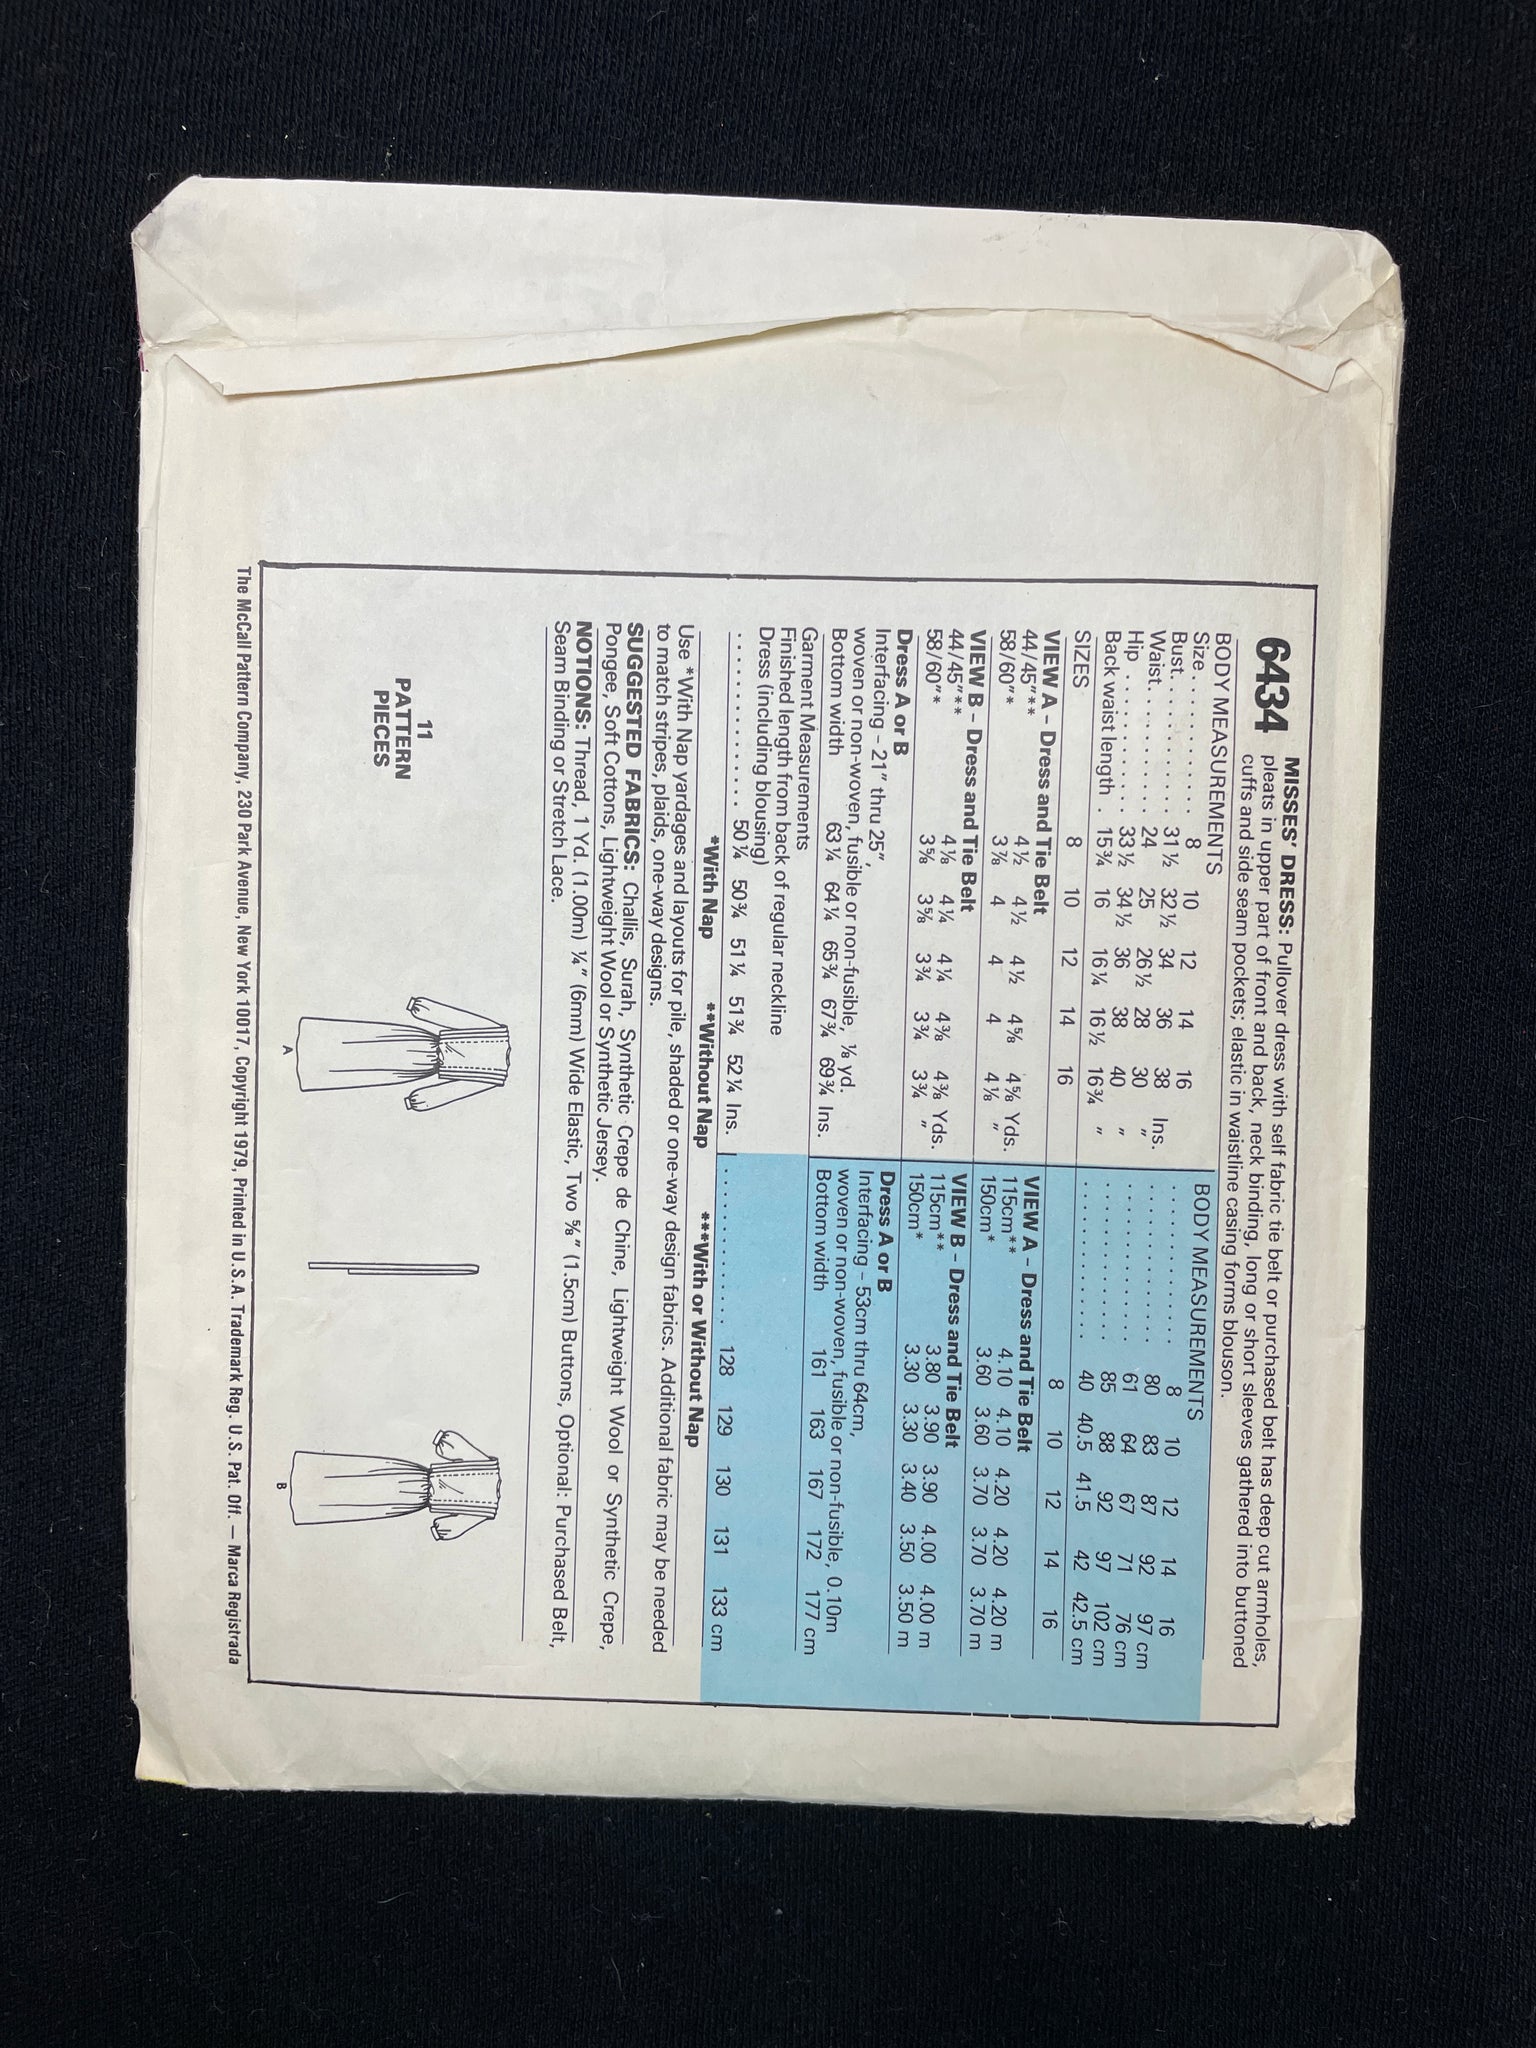 6434 MISSES' DRESS: Pullover dress with self fabric tie belt or purchased belt has deep cut armholes,
pleats in upper part of front and back, neck binding, long or short sleeves gathered into buttoned
cuffs and side seam pockets; elastic in waistline casing forms blouson.
BODY MEASUREMENTS
Size . . . . . . . . . . . 8 10 12 14 16
Bust. . . . . . . . . . . . 31½ 32½ 34 36 38 Ins.
Waist. . . . . . . . . . . 24 25 26½ 28 30 "
Hip . . . . . . . . . . . . 33½ 34½ 36 38 40 "
Back waist length . 15¾ 16 16¼ 16½ 16¾ "
SIZES 8 10 12 14 16
VIEW A – Dress and Tie Belt
44/45"** 4½ 4½ 4½ 4⅝ 4⅝ Yds.
58/60"* 3⅞ 4 4 4 4⅛ "
VIEW B – Dress and Tie Belt
44/45"** 4⅛ 4¼ 4¼ 4⅜ 4⅜ Yds.
58/60"* 3⅝ 3⅝ 3¾ 3¾ 3¾ "
Dress A or B
Interfacing – 21" thru 25",
woven or non-woven, fusible or non-fusible, ⅛ yd.
Bottom width 63¼ 64¼ 65¾ 67¾ 69¾ Ins.
Garment Measurements
Finished length from back of regular neckline
Dress (including blousing)
. . . . . . . . . . . . . . . 50¼ 50¾ 51¼ 51¾ 52¼ Ins.
BODY MEASUREMENTS
8 10 12 14 16
. . . . . . . . . . . . . . . 80 83 87 92 97 cm
. . . . . . . . . . . . . . . 61 64 67 71 76 cm
. . . . . . . . . . . . . . . 85 88 92 97 102 cm
. . . . . . . . . . . . . . . 40 40.5 41.5 42 42.5 cm
8 10 12 14 16
VIEW A – Dress and Tie Belt
115cm** 4.10 4.10 4.20 4.20 4.20 m
150cm* 3.60 3.60 3.70 3.70 3.70 m
VIEW B – Dress and Tie Belt
115cm** 3.80 3.90 3.90 4.00 4.00 m
150cm* 3.30 3.30 3.40 3.50 3.50 m
Dress A or B
Interfacing – 53cm thru 64cm,
woven or non-woven, fusible or non-fusible, 0.10m
Bottom width 161 163 167 172 177 cm
. . . . . . . . . . . . . . . 128 129 130 131 133 cm
*With Nap **Without Nap ***With or Without Nap
Use *With Nap yardages and layouts for pile, shaded or one-way design fabrics. Additional fabric may be needed
to match stripes, plaids, one-way designs.
SUGGESTED FABRICS: Challis, Surah, Synthetic Crepe de Chine, Lightweight Wool or Synthetic Crepe,
Pongee, Soft Cottons, Lightweight Wool or Synthetic Jersey.
NOTIONS: Thread, 1 Yd. (1.00m) ¼" (6mm) Wide Elastic, Two ⅝" (1.5cm) Buttons, Optional: Purchased Belt,
Seam Binding or Stretch Lace.
11
PATTERN
PIECES
A
B
The McCall Pattern Company, 230 Park Avenue, New York 10017, Copyright 1979, Printed in U.S.A. Trademark Reg. U.S. Pat. Off. — Marca Registrada